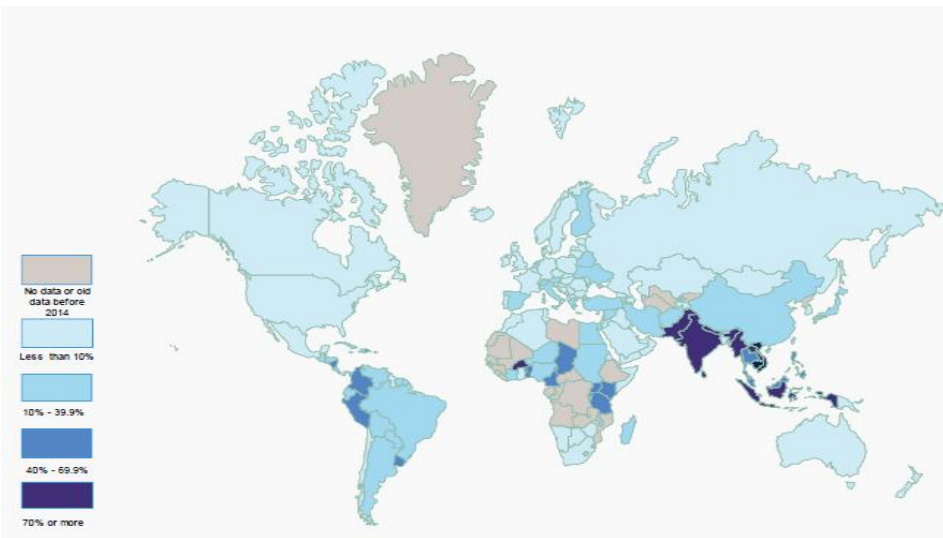 No data or old
data before
2014
Less than 10%
10% - 39.9%
40% - 69.9%
70% or more